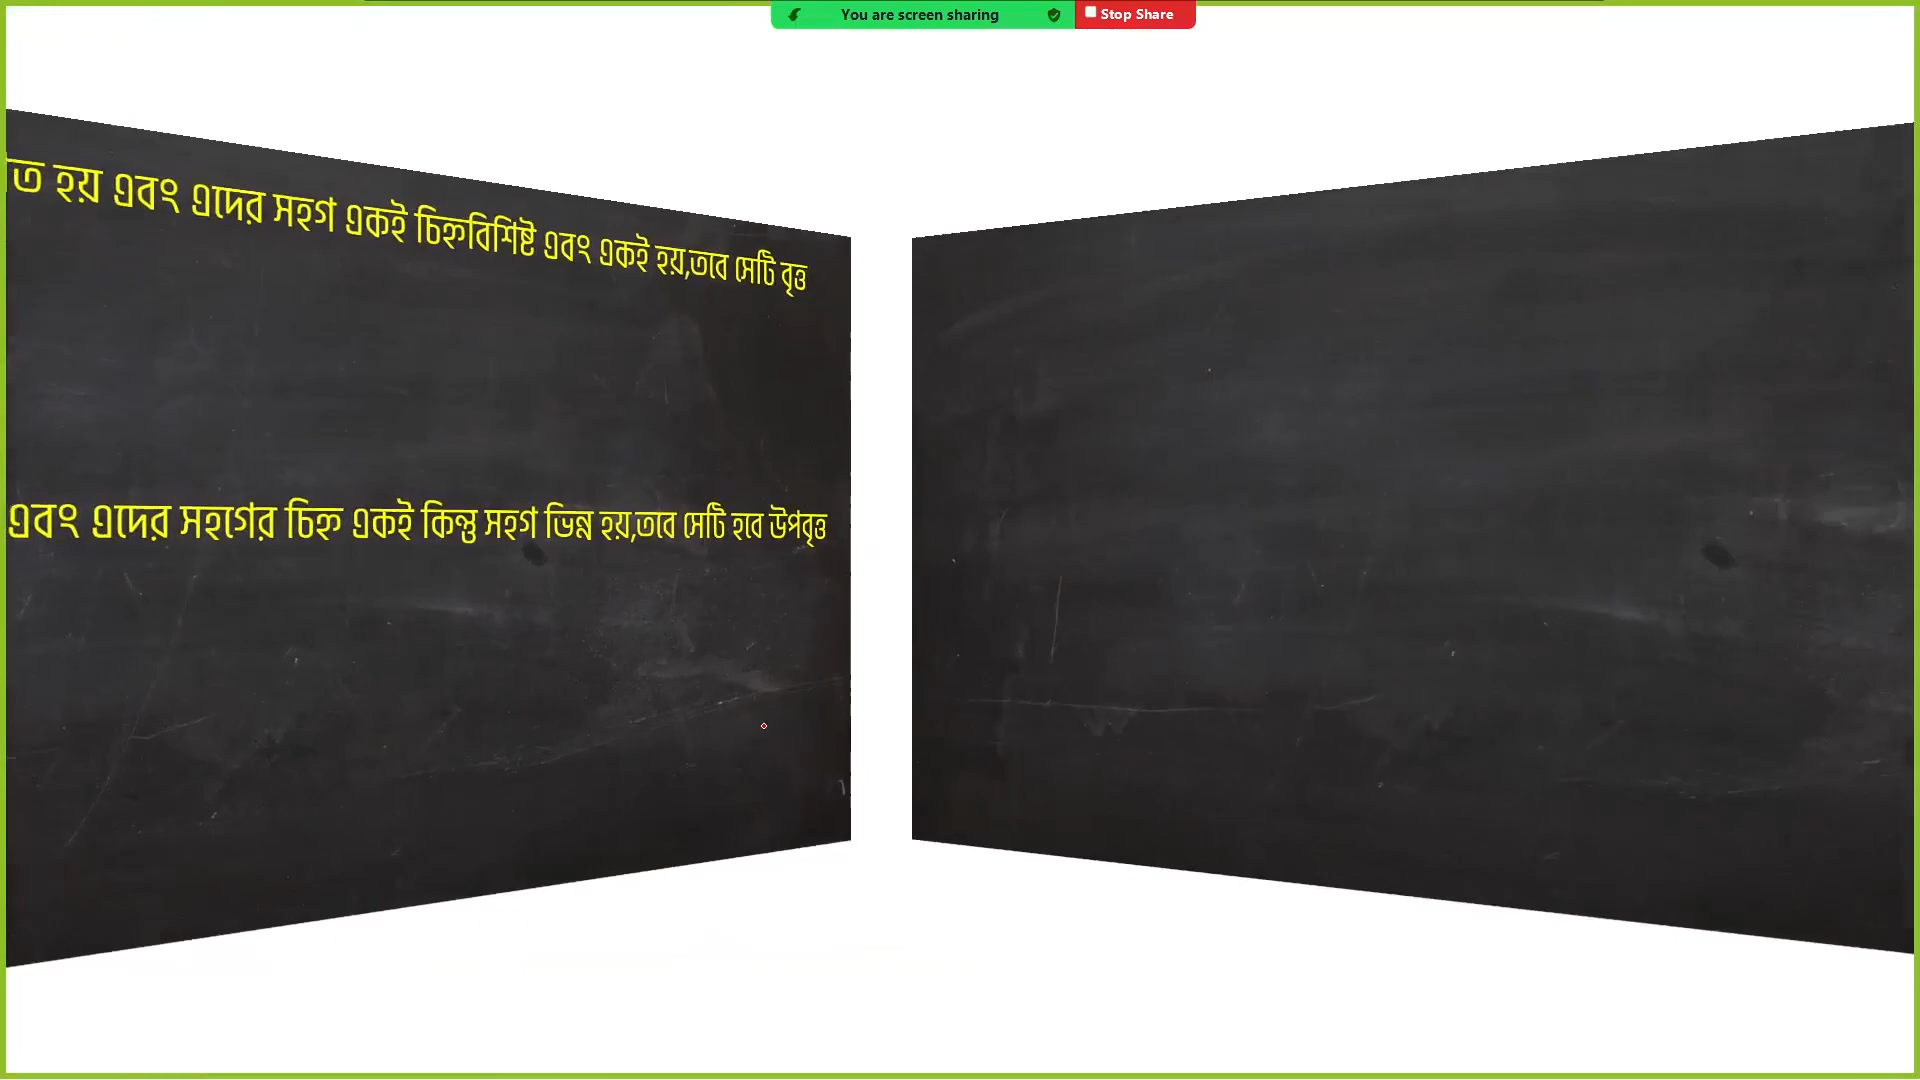 You are screen sharing Stop Share
হয় এবং এদের সহগ একই চিহ্নবিশিষ্ট এবং একই হয়,তবে সেটি বৃত্ত
এবং এদের সহগের চিহ্ন একই কিন্তু সহগ ভিন্ন হয়,তবে সেটি হবে উপবৃত্ত